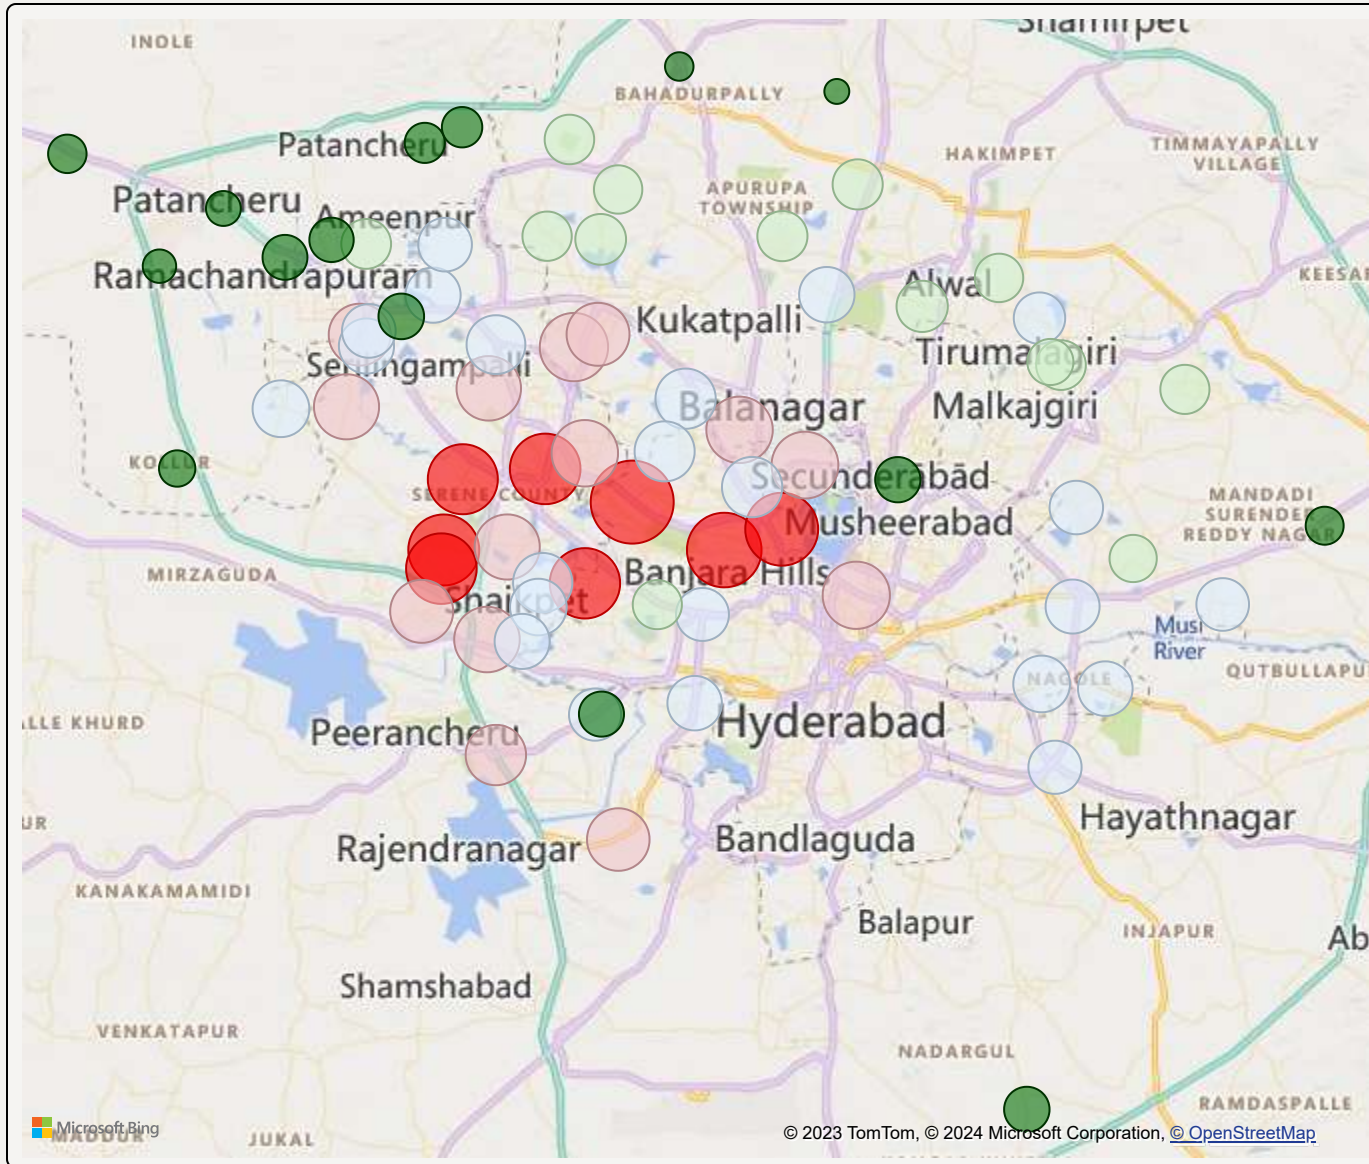 Shamirpet
INOLE
BAHADURPALLY
Patancheru
HAKIMPET
TIMMAYAPALLY
VILLAGE
Patancheru
APURUPA
TOWNSHIP
Ameenpur
Ramachandrapuram
Alwal
KEESAR
Kukatpalli
Serilingampalli
Tirumalagiri
Balanagar
Malkajgiri
KOLLUR
Secunderābād
SERENE COUNTY
MANDADI
SURENDER
REDDY NAGAR
Musheerabad
MIRZAGUDA
Banjara Hills
Shaikpet
Musi
River
QUTBULLAPU
NAGOLE
ALLE KHURD
Peerancheru
Hyderabad
UR
Hayathnagar
Rajendranagar
Bandlaguda
KANAKAMAMIDI
Balapur
INJAPUR
Ab
Shamshabad
VENKATAPUR
NADARGUL
RAMDASPALLE
Microsoft Bing
MADDUR
JUKAL
© 2023 TomTom, © 2024 Microsoft Corporation, © OpenStreetMap